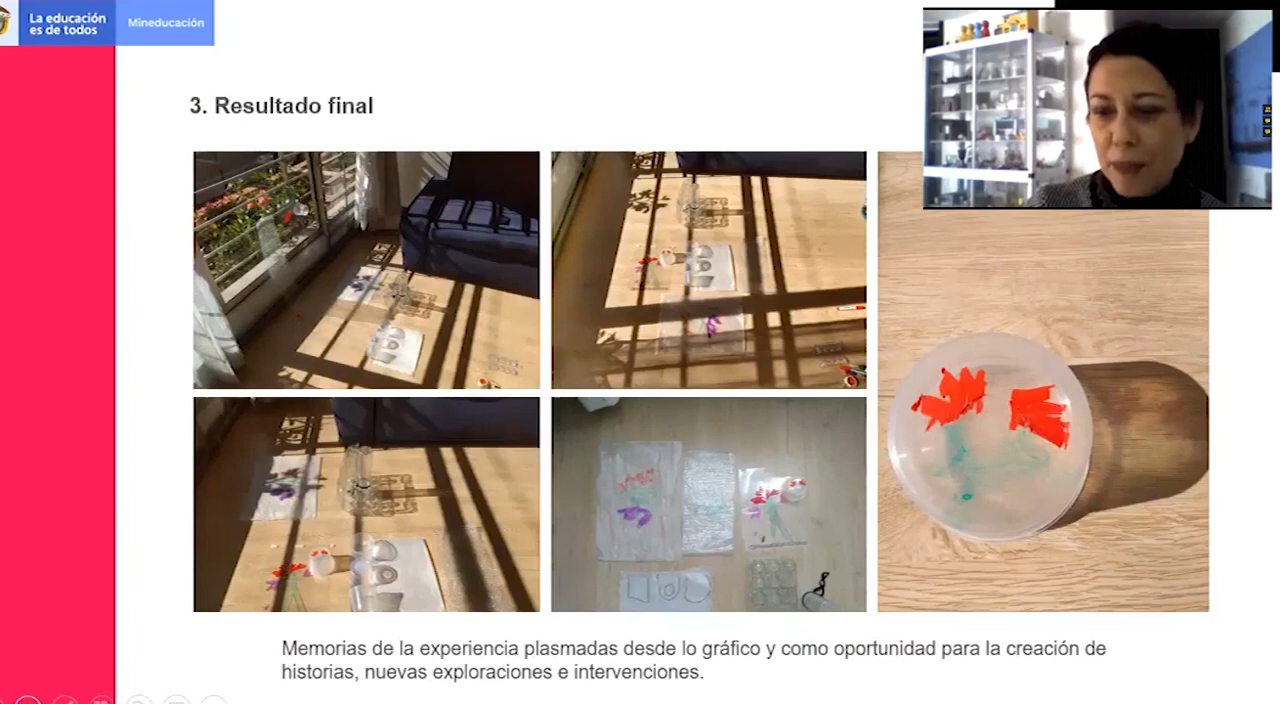 La educación
es de todos
Mineducación
3. Resultado final
Memorias de la experiencia plasmadas desde lo gráfico y como oportunidad para la creación de
historias, nuevas exploraciones e intervenciones.